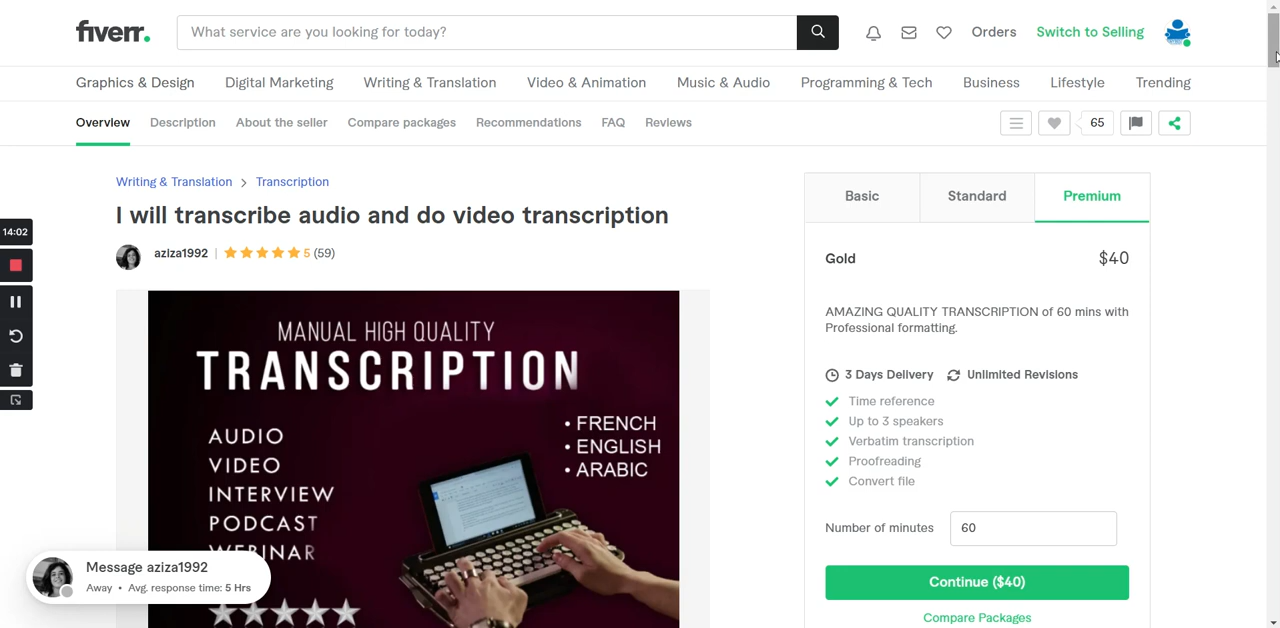 fiverr.
What service are you looking for today?
Orders
Switch to Selling
Graphics & Design
Digital Marketing
Writing & Translation
Video & Animation
Music & Audio
Programming & Tech
Business
Lifestyle
Trending
Overview
Description
About the seller
Compare packages
Recommendations
FAQ
Reviews
65
Writing & Translation > Transcription
I will transcribe audio and do video transcription
aziza1992 | 5 (59)
MANUAL HIGH QUALITY
TRANSCRIPTION
• FRENCH
• ENGLISH
• ARABIC
AUDIO
VIDEO
INTERVIEW
PODCAST
WEBINAR
14:02
Message aziza1992
Away • Avg. response time: 5 Hrs
Basic
Standard
Premium
Gold
$40
AMAZING QUALITY TRANSCRIPTION of 60 mins with
Professional formatting.
3 Days Delivery
Unlimited Revisions
Time reference
Up to 3 speakers
Verbatim transcription
Proofreading
Convert file
Number of minutes
60
Continue ($40)
Compare Packages